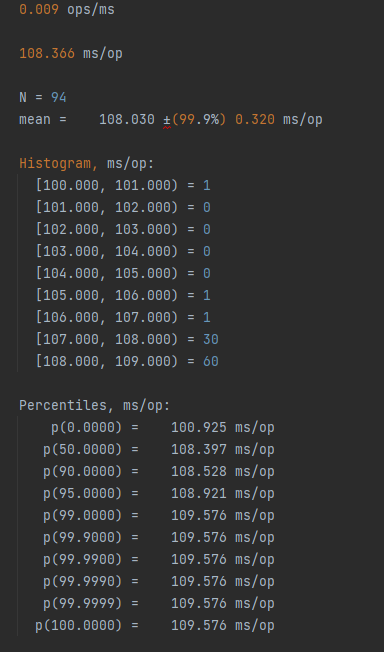 0.009 ops/ms
108.366 ms/op
N = 94
mean =    108.030 ±(99.9%) 0.320 ms/op
Histogram, ms/op:
[100.000, 101.000) = 1
[101.000, 102.000) = 0
[102.000, 103.000) = 0
[103.000, 104.000) = 0
[104.000, 105.000) = 0
[105.000, 106.000) = 1
[106.000, 107.000) = 1
[107.000, 108.000) = 30
[108.000, 109.000) = 60
Percentiles, ms/op:
p(0.0000) =    100.925 ms/op
p(50.0000) =    108.397 ms/op
p(90.0000) =    108.528 ms/op
p(95.0000) =    108.921 ms/op
p(99.0000) =    109.576 ms/op
p(99.9000) =    109.576 ms/op
p(99.9900) =    109.576 ms/op
p(99.9990) =    109.576 ms/op
p(99.9999) =    109.576 ms/op
p(100.0000) =    109.576 ms/op